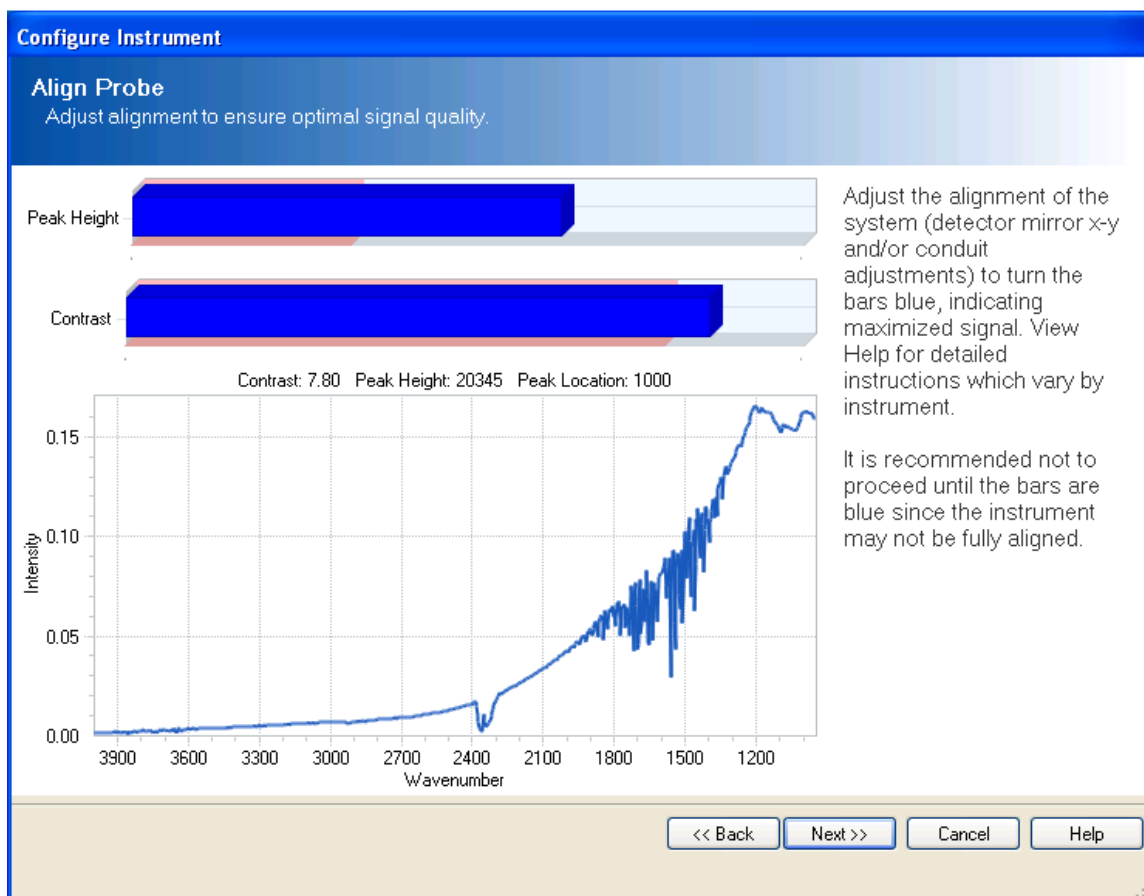 Configure Instrument
Align Probe
Adjust alignment to ensure optimal signal quality.
Peak Height
Contrast
Contrast: 7.80 Peak Height: 20345 Peak Location: 1000
0.15
0.10
0.05
0.00
Intensity
3900 3600 3300 3000 2700 2400 2100 1800 1500 1200
Wavenumber
Adjust the alignment of the
system (detector mirror x-y
and/or conduit
adjustments) to turn the
bars blue, indicating
maximized signal. View
Help for detailed
instructions which vary by
instrument.
It is recommended not to
proceed until the bars are
blue since the instrument
may not be fully aligned.
<< Back Next >> Cancel Help